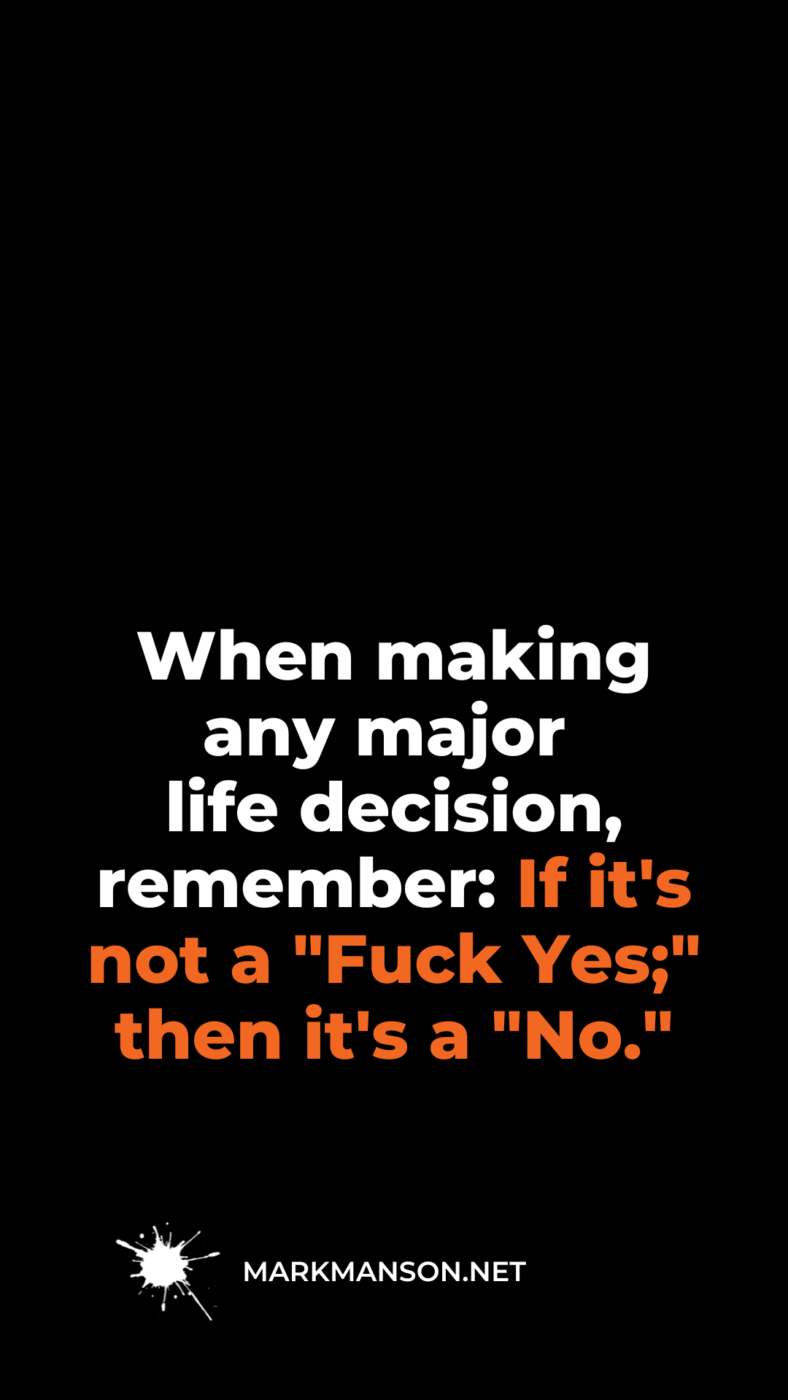 When making
any major
life decision,
remember: If it's
not a "Fuck Yes;"
then it's a "No."
MARKMANSON.NET